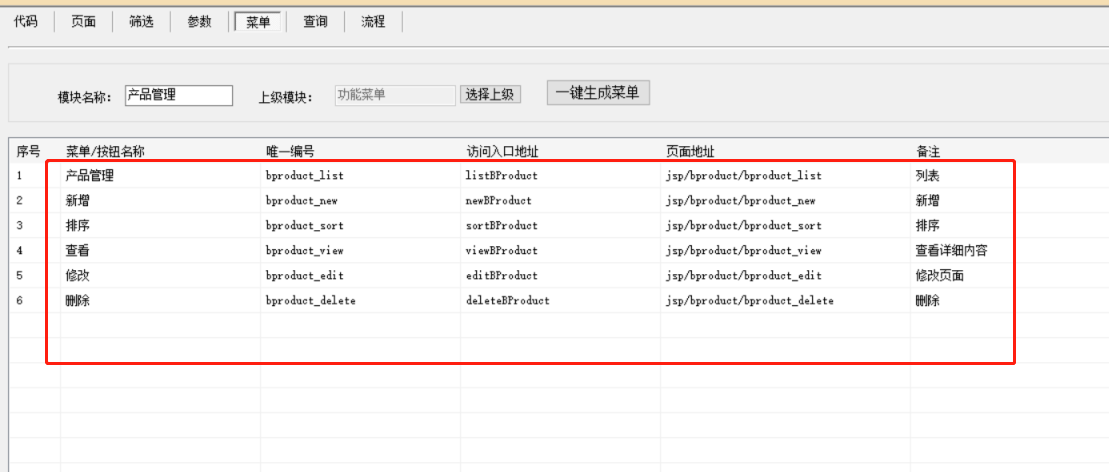 代码 页面 筛选 参数 菜单 查询 流程
模块名称: 产品管理 上级模块: 功能菜单 选择上级 一键生成菜单
序号 菜单/按钮名称 唯一编号 访问入口地址 页面地址 备注
1 产品管理 bproduct_list listBProduct jsp/bproduct/bproduct_list 列表
2 新增 bproduct_new newBProduct jsp/bproduct/bproduct_new 新增
3 排序 bproduct_sort sortBProduct jsp/bproduct/bproduct_sort 排序
4 查看 bproduct_view viewBProduct jsp/bproduct/bproduct_view 查看详细内容
5 修改 bproduct_edit editBProduct jsp/bproduct/bproduct_edit 修改页面
6 删除 bproduct_delete deleteBProduct jsp/bproduct/bproduct_delete 删除